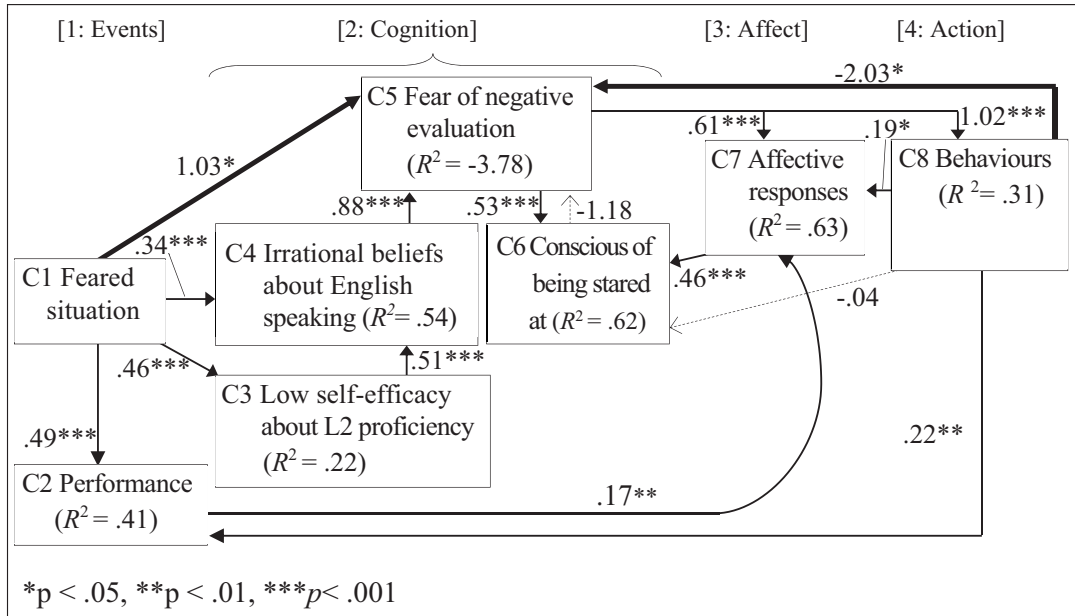 [1: Events] [2: Cognition] [3: Affect] [4: Action]
-2.03*
C5 Fear of negative
evaluation
(R² = -3.78)
1.03*
.61***
.19*
1.02***
C7 Affective
responses
(R² = .63)
C8 Behaviours
(R ²= .31)
.88***
.53***
-1.18
.34***
C4 Irrational beliefs
about English
speaking (R²= .54)
C6 Conscious of
being stared
at (R² = .62)
.46***
-.04
C1 Feared
situation
.46***
.51***
C3 Low self-efficacy
about L2 proficiency
(R² = .22)
.49***
.22**
C2 Performance
(R² = .41)
.17**
*p < .05, **p < .01, ***p< .001